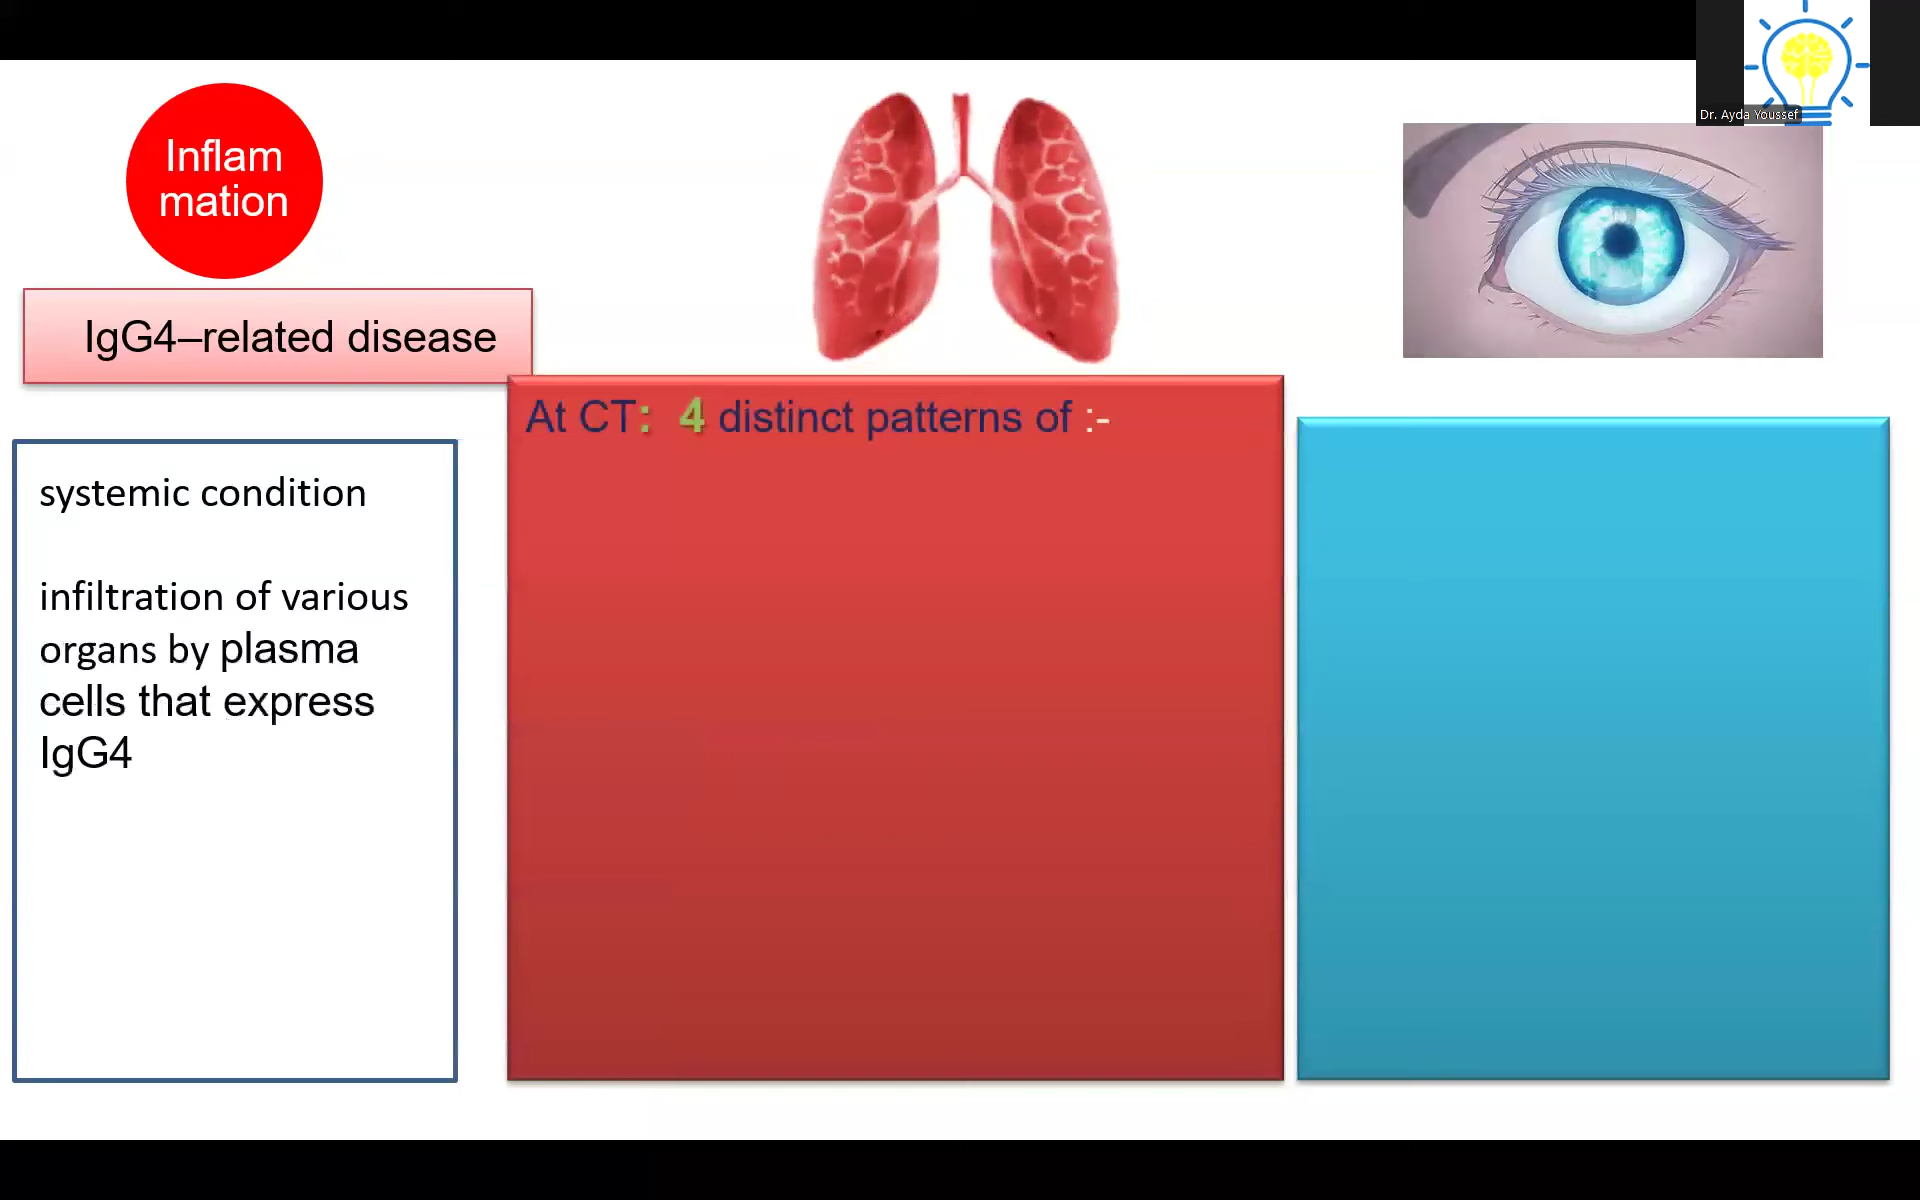 Inflam
mation
IgG4–related disease
systemic condition
infiltration of various
organs by plasma
cells that express
IgG4
At CT: 4 distinct patterns of :-
Dr. Ayda Youssef